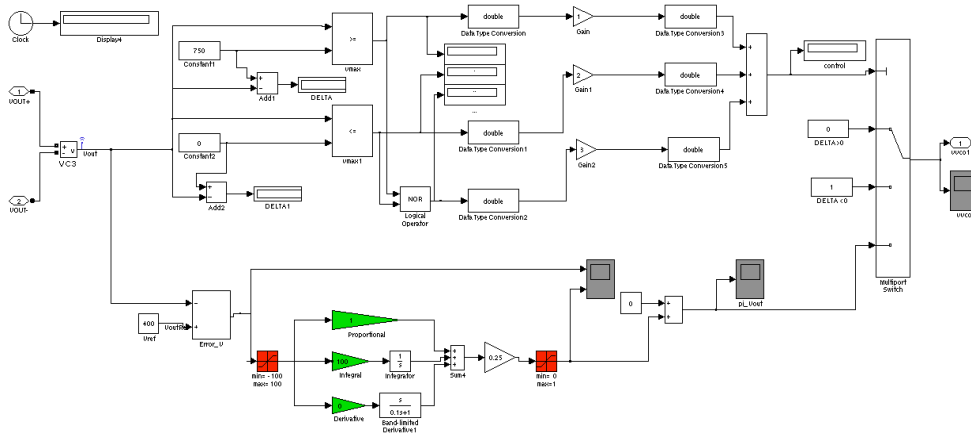 Clock
Display4
750
Constant1
Add1
DELTA
>=
vmax
double
Data Type Conversion
1
Gain
double
Data Type Conversion3
control
1
VOUT+
2
VOUT-
VC3
Vout
0
Constant2
Add2
DELTA1
<=
vmax1
...
double
Data Type Conversion1
2
Gain1
double
Data Type Conversion4
NOR
Logical
Operator
double
Data Type Conversion2
3
Gain2
double
Data Type Conversion5
0
DELTA>0
1
DELTA <0
Multiport
Switch
1
vvco1
vvco
400
Vref
Error_V
min= -100
max= 100
1
Proportional
100
Integral
1
s
Integrator
0
Derivative
s
0.1s+1
Band-limited
Derivative1
Sum4
0.25
min= 0
max=1
0
pi_Vout